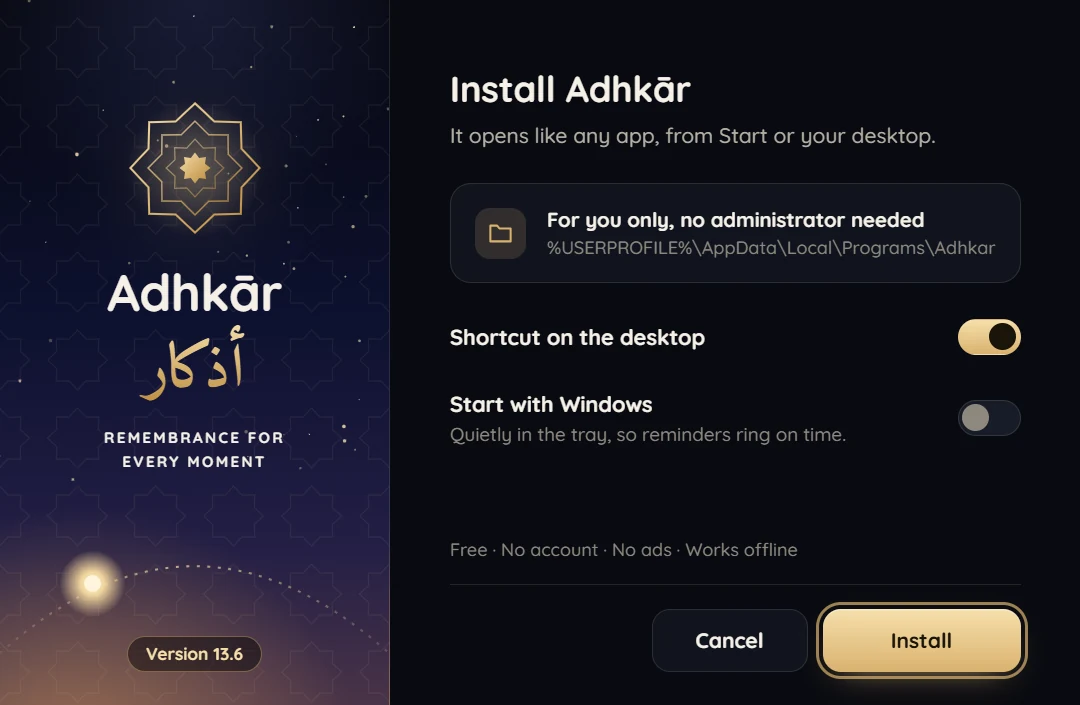 Adhkār
أذكار
REMEMBRANCE FOR
EVERY MOMENT
Version 13.6
Install Adhkār
It opens like any app, from Start or your desktop.
For you only, no administrator needed
%USERPROFILE%\AppData\Local\Programs\Adhkar
Shortcut on the desktop
Start with Windows
Quietly in the tray, so reminders ring on time.
Free · No account · No ads · Works offline
Cancel
Install